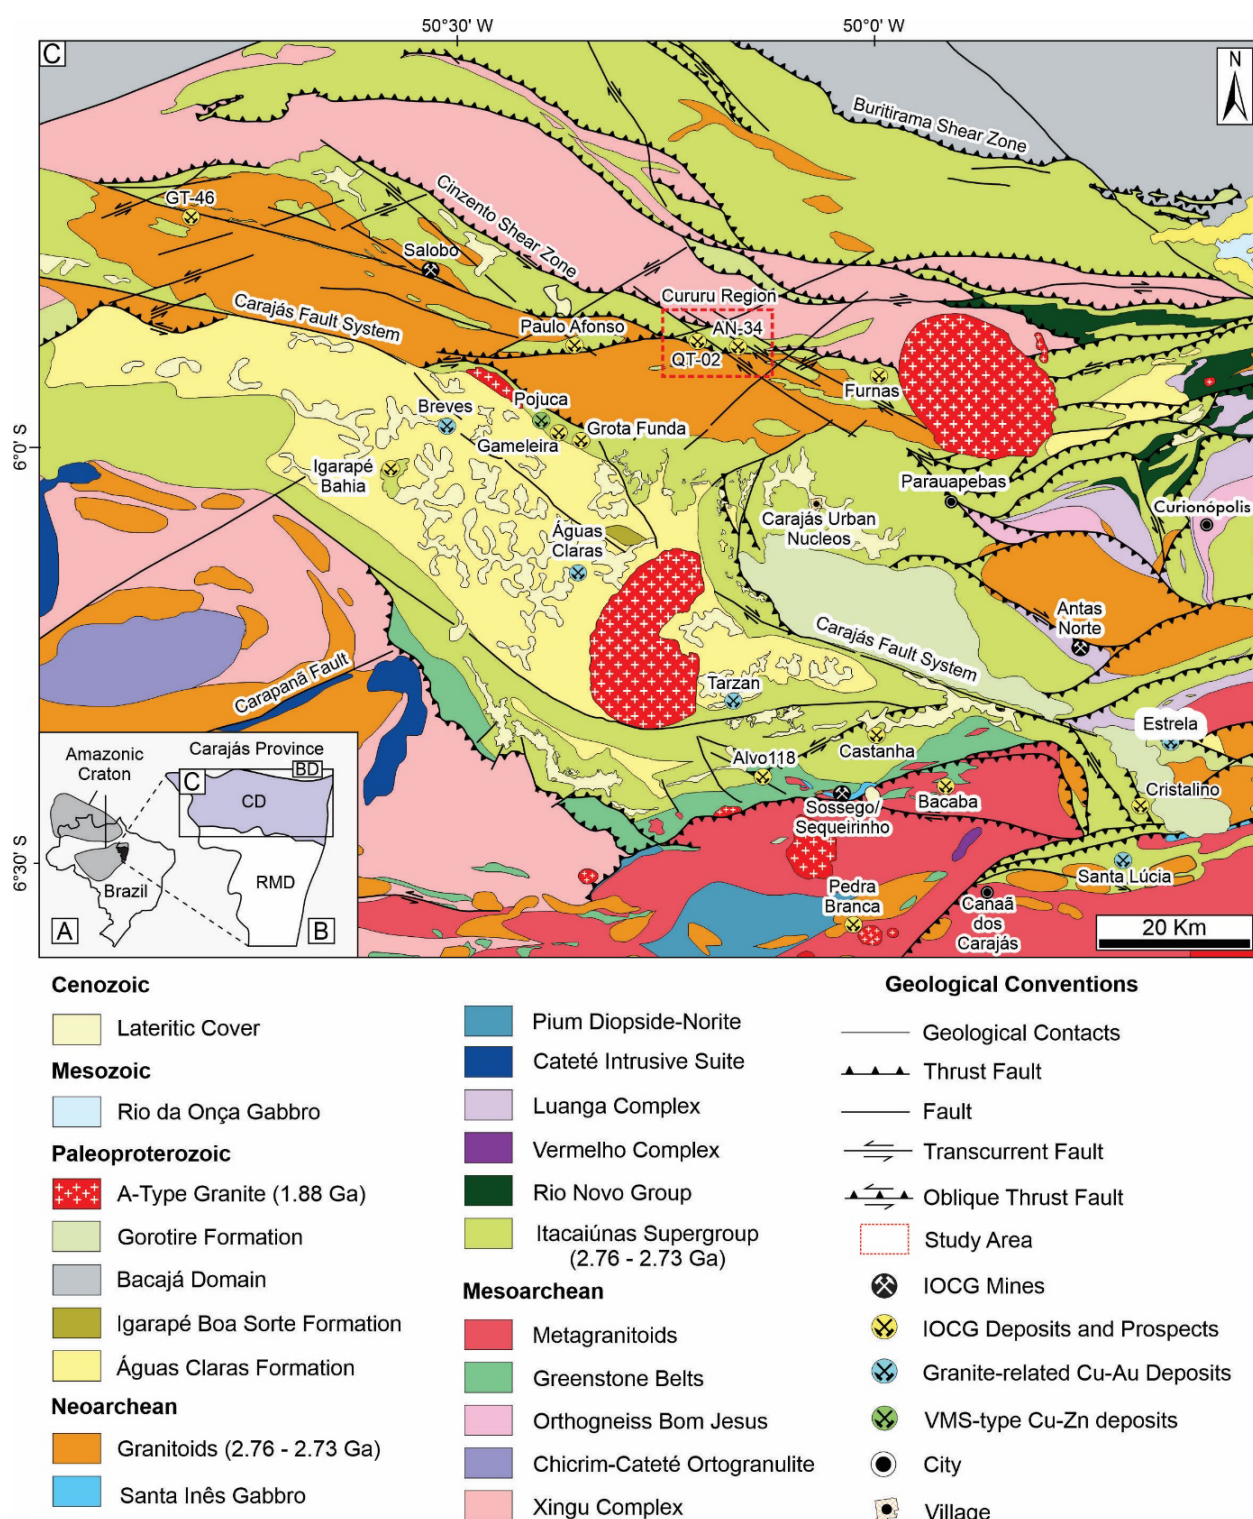 50°30' W
50°0' W
C
N
Buritirama Shear Zone
GT-46
Cinzento Shear Zone
Salobo
Cururu Region
Carajás Fault System
Paulo Afonso
AN-34
QT-02
Furnas
Pojuca
Breves
Grota Funda
Gameleira
6°0' S
Igarapé
Bahia
Parauapebas
Carajás Urban
Nucleos
Curionópolis
Águas
Claras
Antas
Norte
Carajás Fault System
Carapanã Fault
Tarzan
Estrela
Castanha
Alvo118
Cristalino
Bacaba
Sossego/
Sequeirinho
6°30' S
Santa Lúcia
Pedra
Branca
Canaã
dos
Carajás
20 Km
Amazonic
Craton
Carajás Province
BD
C
CD
RMD
Brazil
A
B
Cenozoic
Lateritic Cover
Mesozoic
Rio da Onça Gabbro
Paleoproterozoic
A-Type Granite (1.88 Ga)
Gorotire Formation
Bacajá Domain
Igarapé Boa Sorte Formation
Águas Claras Formation
Neoarchean
Granitoids (2.76 - 2.73 Ga)
Santa Inês Gabbro
Pium Diopside-Norite
Cateté Intrusive Suite
Luanga Complex
Vermelho Complex
Rio Novo Group
Itacaiúnas Supergroup
(2.76 - 2.73 Ga)
Mesoarchean
Metagranitoids
Greenstone Belts
Orthogneiss Bom Jesus
Chicrim-Cateté Ortogranulite
Xingu Complex
Geological Conventions
Geological Contacts
Thrust Fault
Fault
Transcurrent Fault
Oblique Thrust Fault
Study Area
IOCG Mines
IOCG Deposits and Prospects
Granite-related Cu-Au Deposits
VMS-type Cu-Zn deposits
City
Village